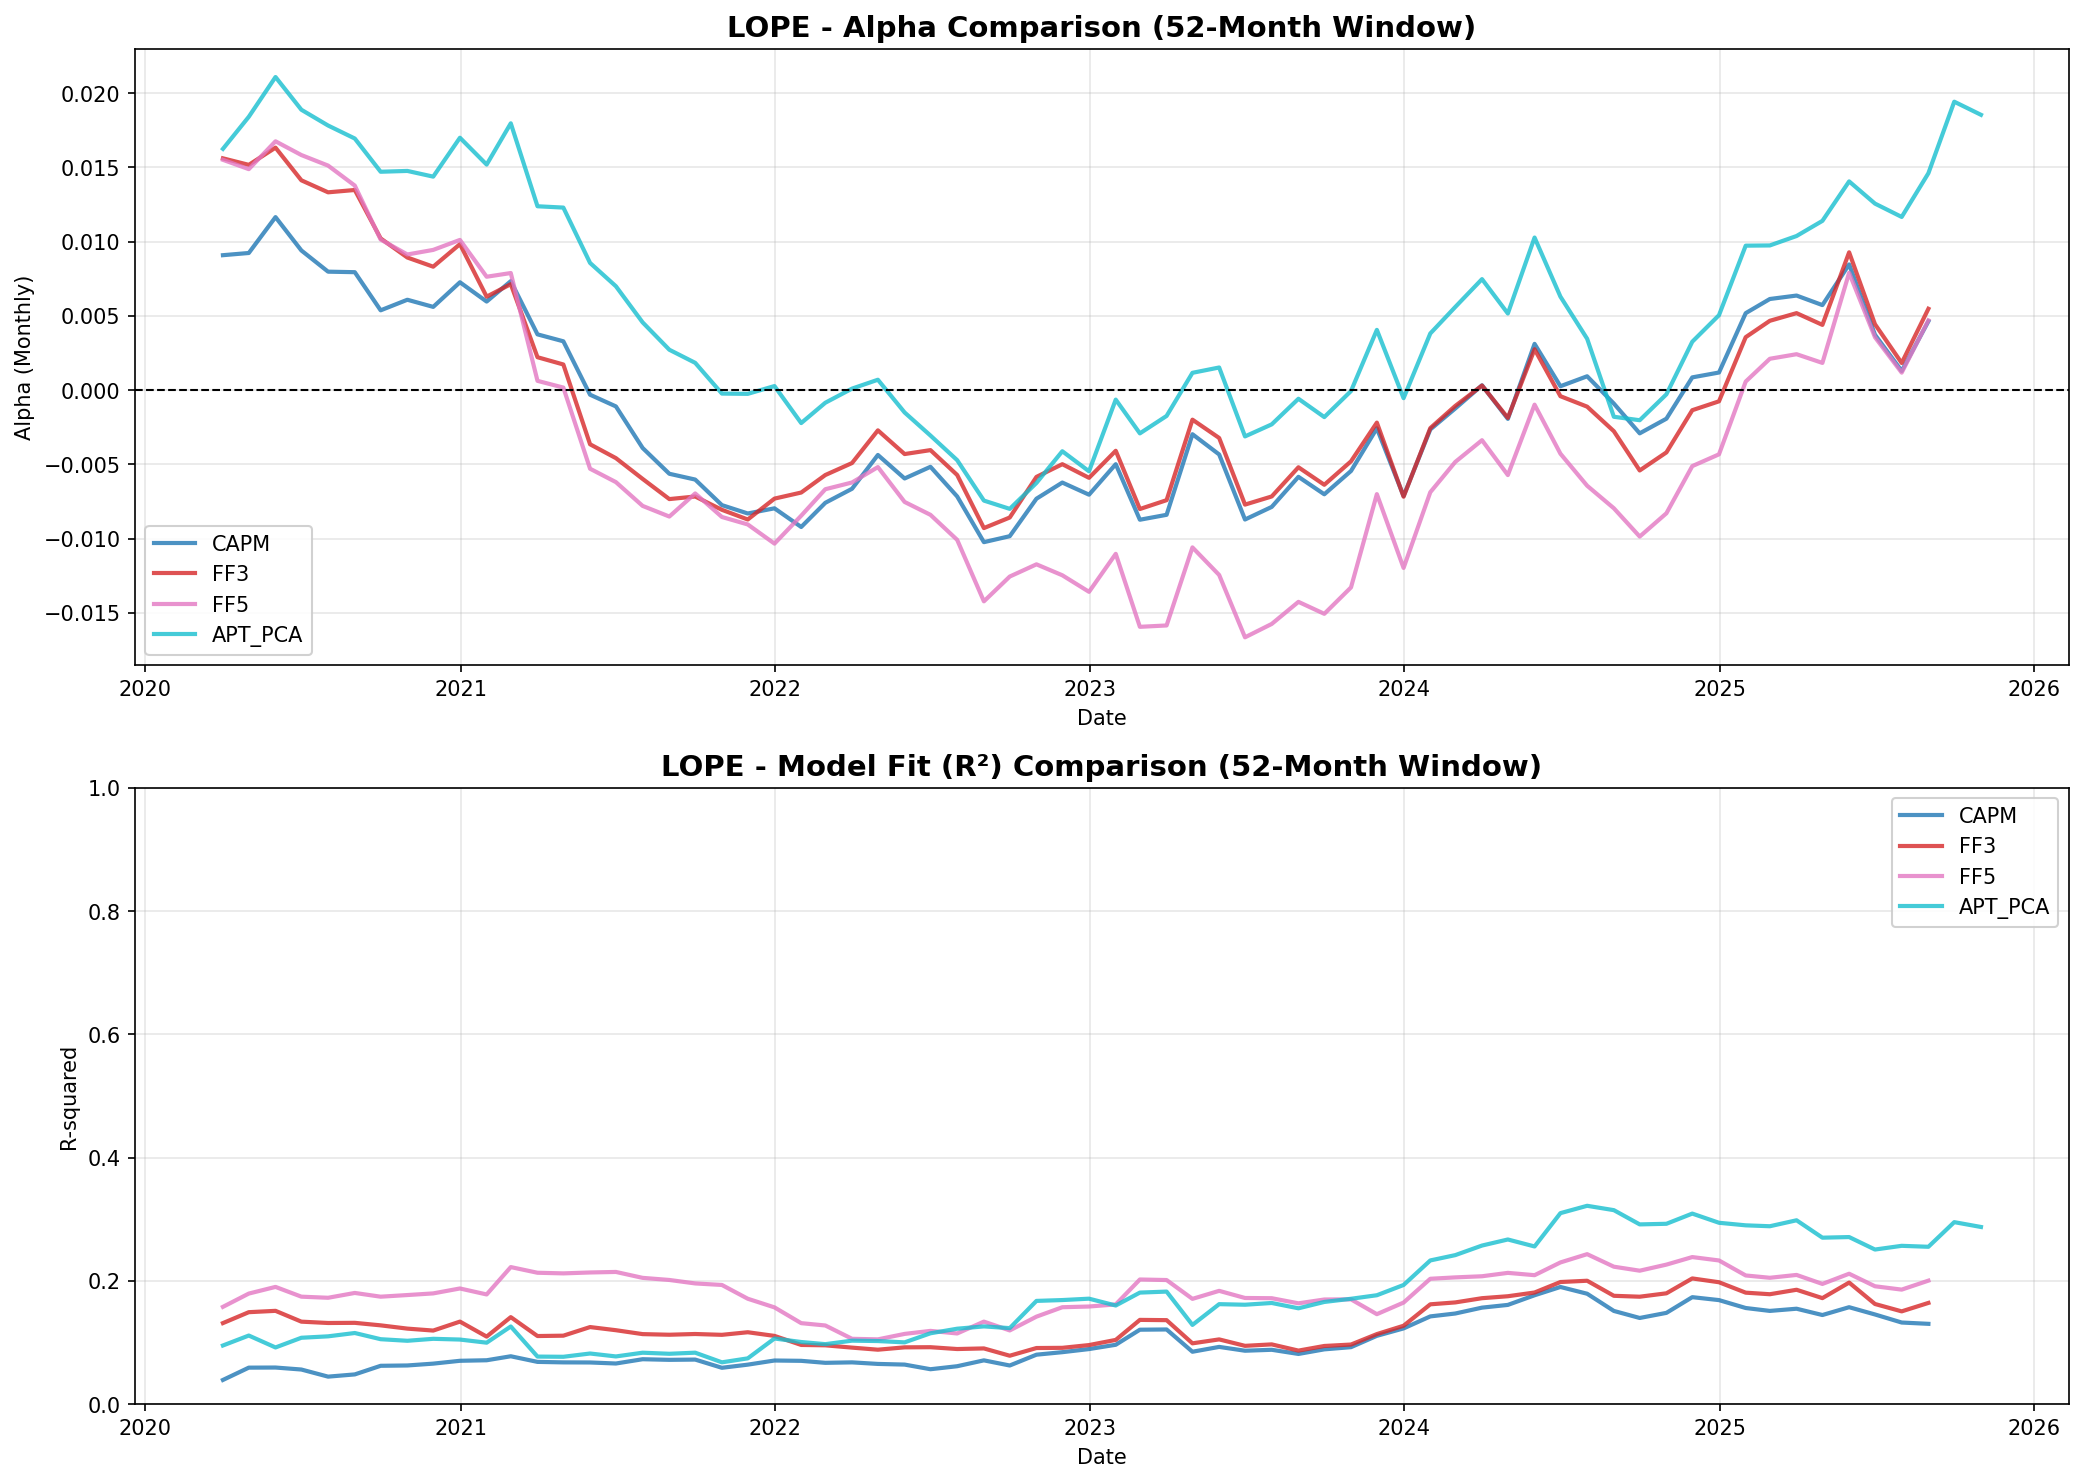 LOPE - Alpha Comparison (52-Month Window)
Alpha (Monthly)
0.020
0.015
0.010
0.005
0.000
−0.005
−0.010
−0.015
CAPM
FF3
FF5
APT_PCA
2020 2021 2022 2023 2024 2025 2026
Date
LOPE - Model Fit (R²) Comparison (52-Month Window)
R-squared
1.0
0.8
0.6
0.4
0.2
0.0
CAPM
FF3
FF5
APT_PCA
2020 2021 2022 2023 2024 2025 2026
Date